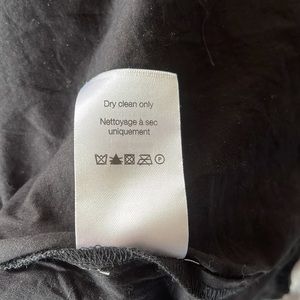 Dry clean only
Nettoyage à sec
uniquement
P